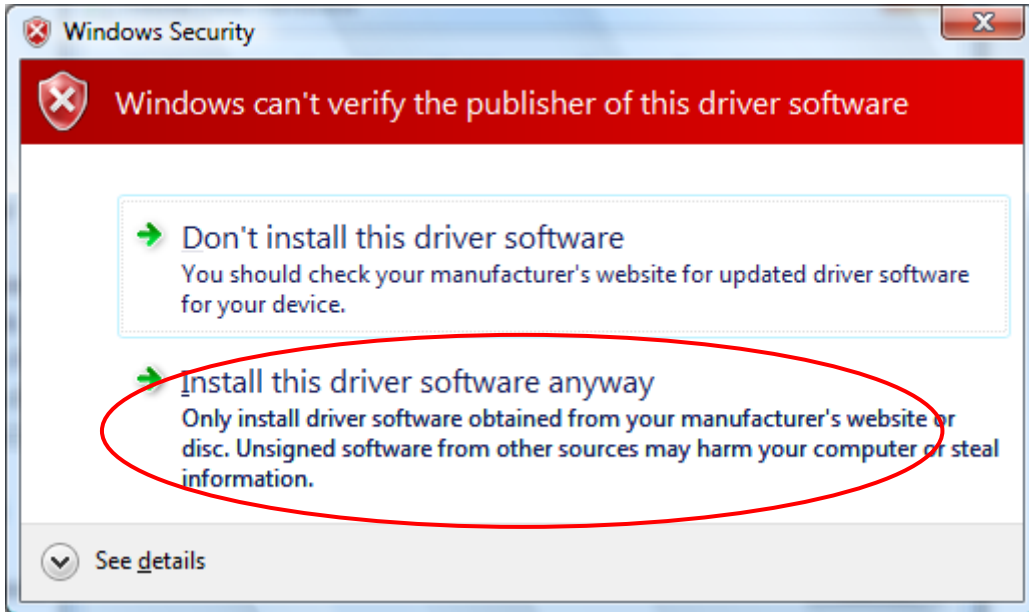 Windows Security
Windows can't verify the publisher of this driver software
Don't install this driver software
You should check your manufacturer's website for updated driver software
for your device.
Install this driver software anyway
Only install driver software obtained from your manufacturer's website or
disc. Unsigned software from other sources may harm your computer or steal
information.
See details